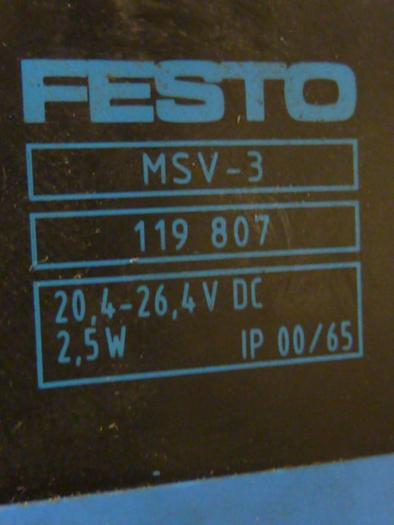 FESTO
MSV-3
119 807
20,4-26,4V DC
2,5W IP 00/65